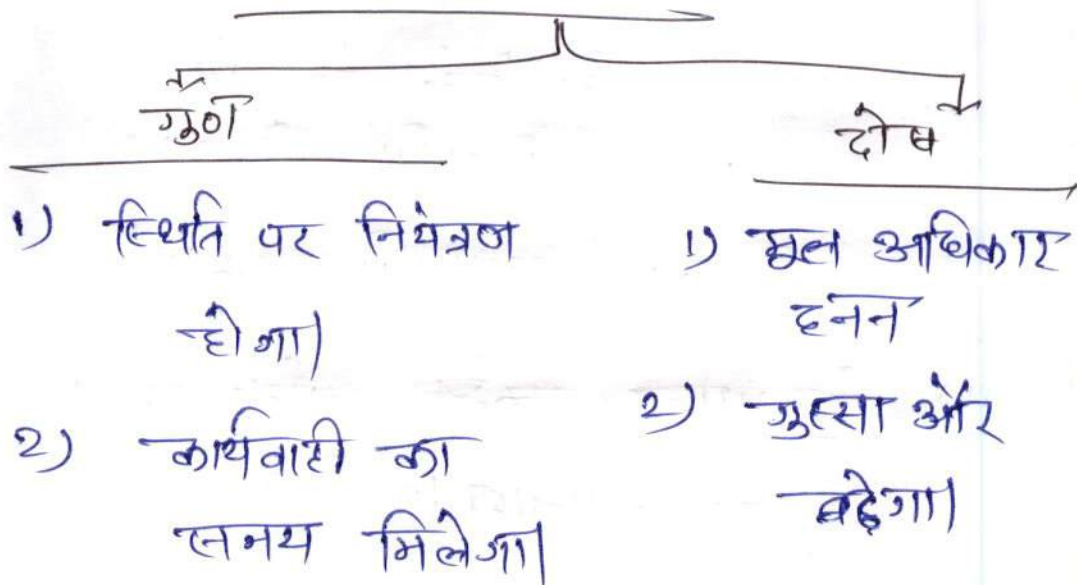 गुण
1) स्थिति पर नियंत्रण
होगा।
2) कार्यवाही का
समय मिलेगा।
दोष
1) मूल अधिकार
हनन
2) गुस्सा और
बढ़ेगा।